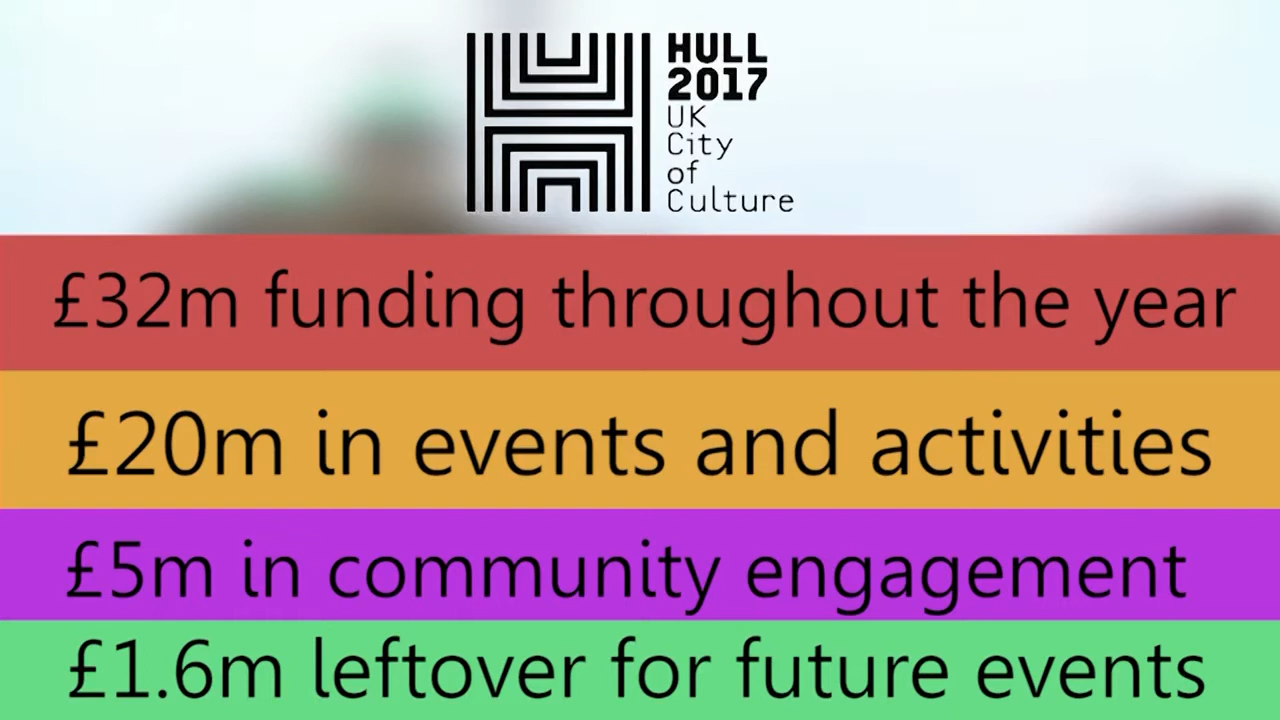 HULL
2017
UK
City
of
Culture
£32m funding throughout the year
£20m in events and activities
£5m in community engagement
£1.6m leftover for future events